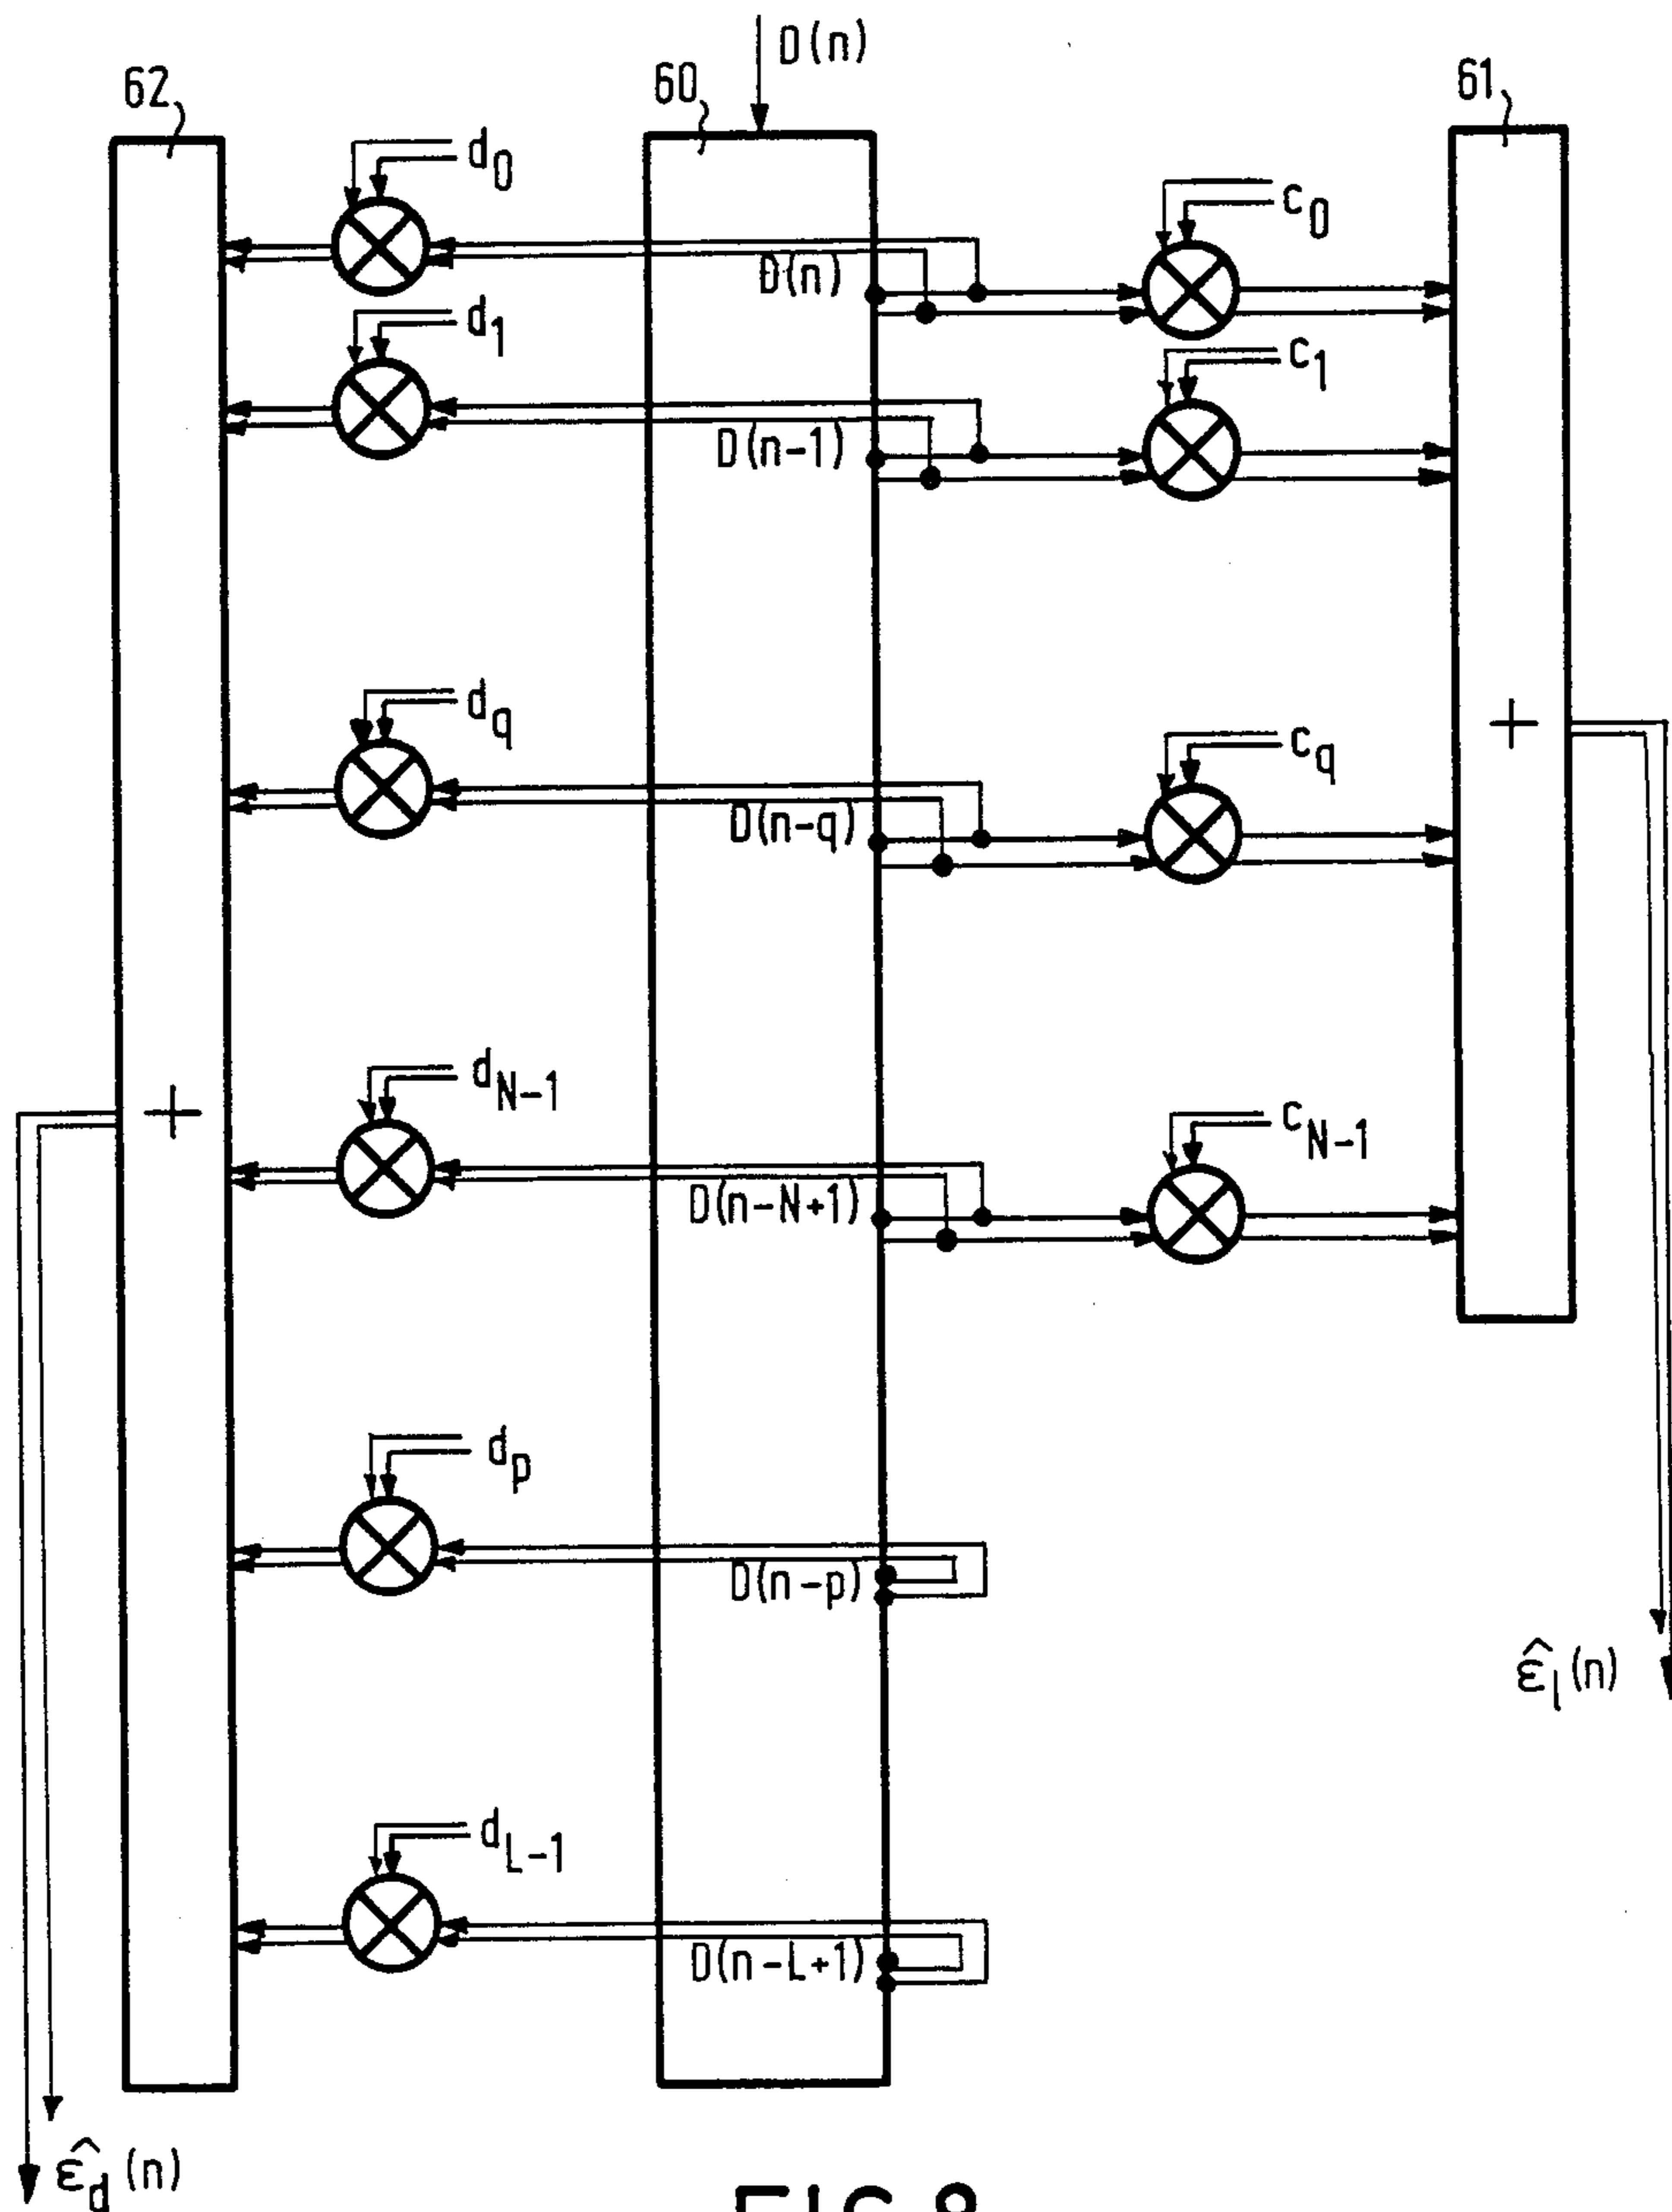 D(n)
62
60
61
d0
c0
D(n)
d1
c1
D(n-1)
dq
cq
D(n-q)
+
dN-1
cN-1
+
D(n-N+1)
dp
D(n-p)
ε̂l(n)
dL-1
D(n-L+1)
ε̂d(n)